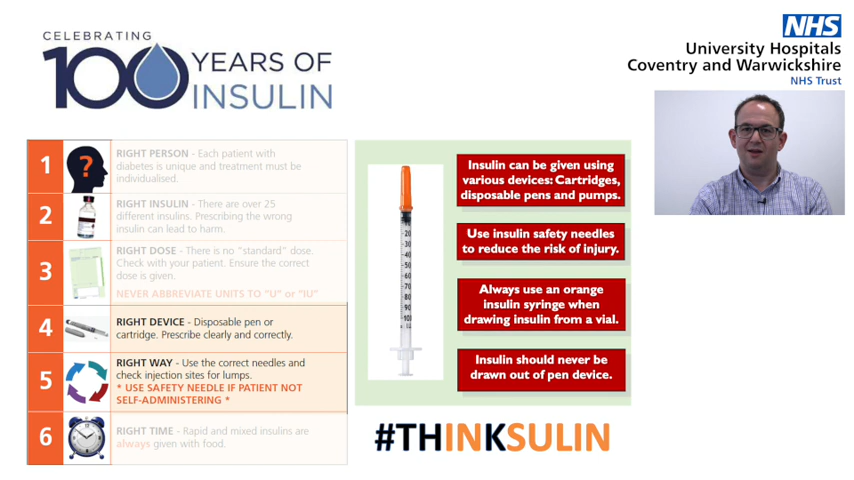 CELEBRATING
100 YEARS OF
INSULIN
NHS
University Hospitals
Coventry and Warwickshire
NHS Trust
1
?
RIGHT PERSON - Each patient with
diabetes is unique and treatment must be
individualised.
2
RIGHT INSULIN - There are over 25
different insulins. Prescribing the wrong
insulin can lead to harm.
3
RIGHT DOSE - There is no "standard" dose.
Check with your patient. Ensure the correct
dose is given.
NEVER ABBREVIATE UNITS TO "U" or "IU"
4
RIGHT DEVICE - Disposable pen or
cartridge. Prescribe clearly and correctly.
5
RIGHT WAY - Use the correct needles and
check injection sites for lumps.
* USE SAFETY NEEDLE IF PATIENT NOT
SELF-ADMINISTERING *
6
RIGHT TIME - Rapid and mixed insulins are
always given with food.
20
30
40
50
60
70
80
90
Insulin can be given using
various devices: Cartridges,
disposable pens and pumps.
Use insulin safety needles
to reduce the risk of injury.
Always use an orange
insulin syringe when
drawing insulin from a vial.
Insulin should never be
drawn out of pen device.
#THINKSULIN